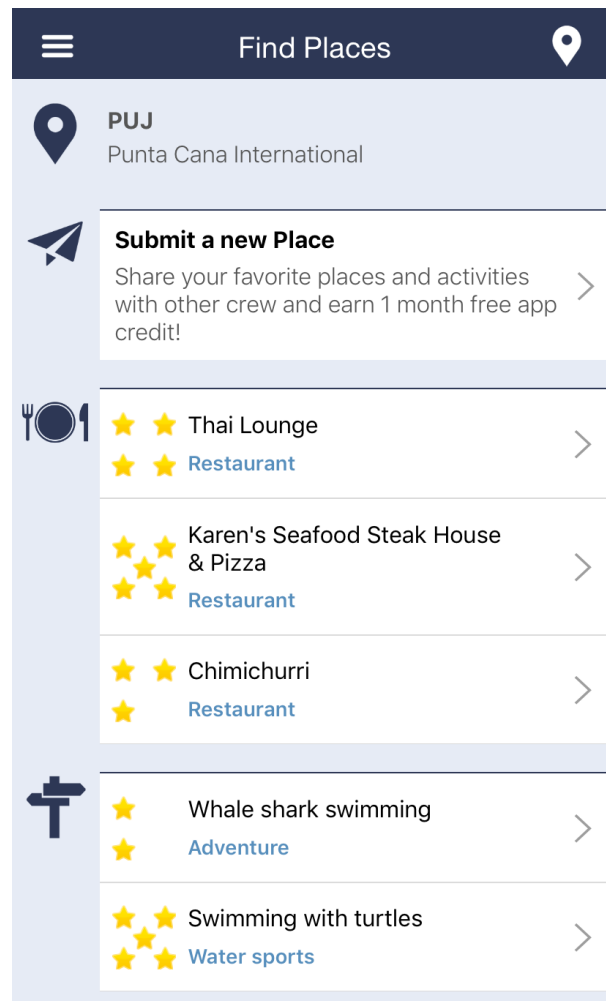 Find Places
PUJ
Punta Cana International
Submit a new Place
Share your favorite places and activities
with other crew and earn 1 month free app
credit!
Thai Lounge
Restaurant
Karen's Seafood Steak House
& Pizza
Restaurant
Chimichurri
Restaurant
Whale shark swimming
Adventure
Swimming with turtles
Water sports